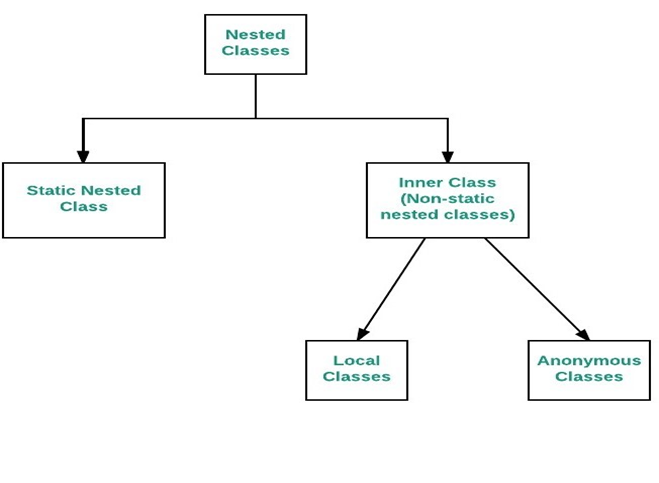 Nested
Classes
Static Nested
Class
Inner Class
(Non-static
nested classes)
Local
Classes
Anonymous
Classes